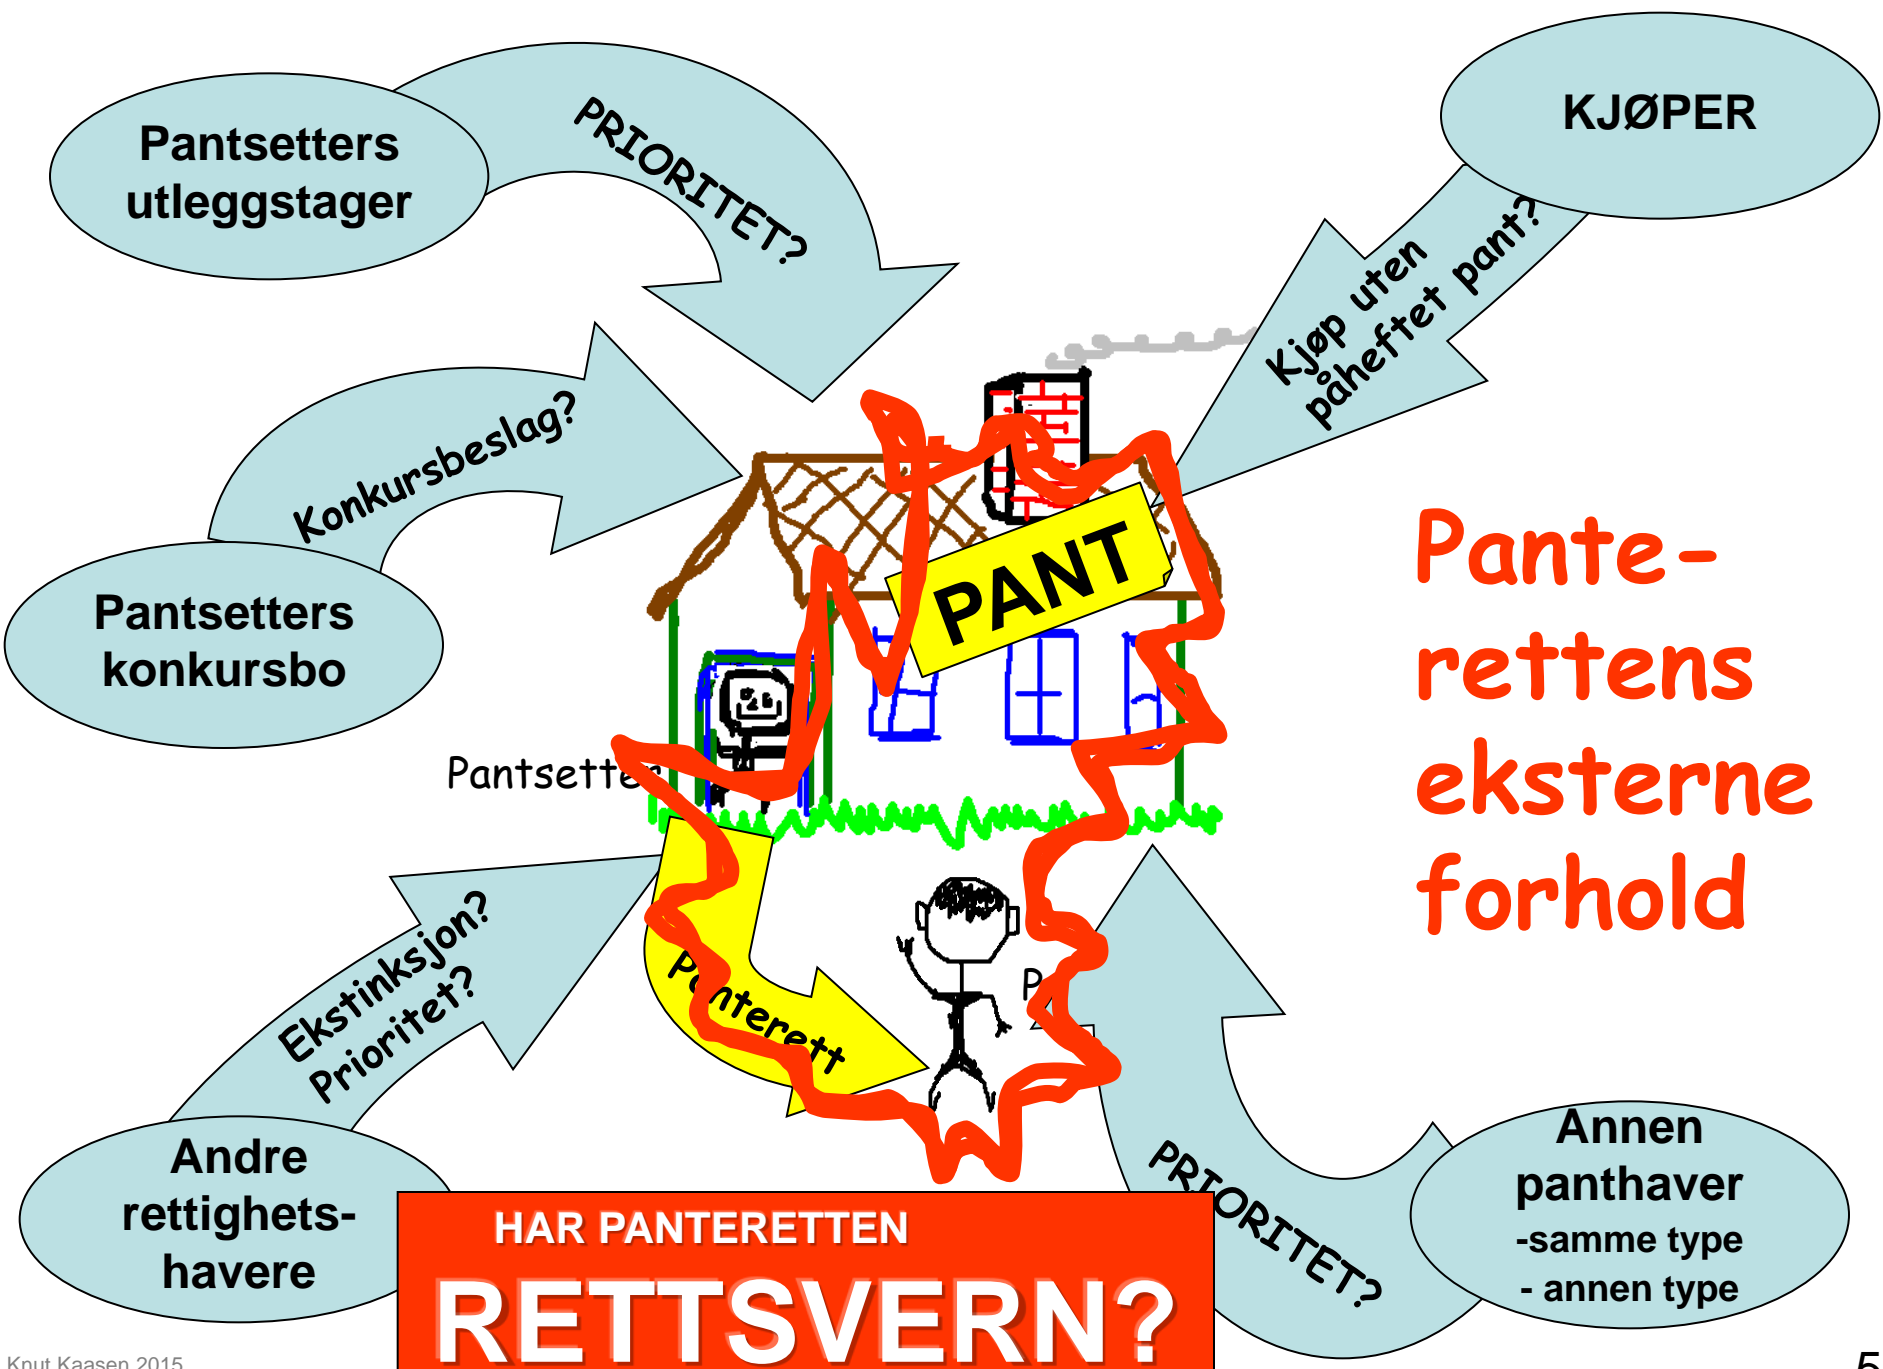 Pantsetters
utleggstager
PRIORITET?
KJØPER
Kjøp uten
påheftet pant?
Konkursbeslag?
Pantsetters
konkursbo
PANT
Pante-
rettens
eksterne
forhold
Pantsetter
Panterett
P
Ekstinksjon?
Prioritet?
Andre
rettighets-
havere
PRIORITET?
Annen
panthaver
-samme type
- annen type
HAR PANTERETTEN
RETTSVERN?
Knut Kaasen 2015
5